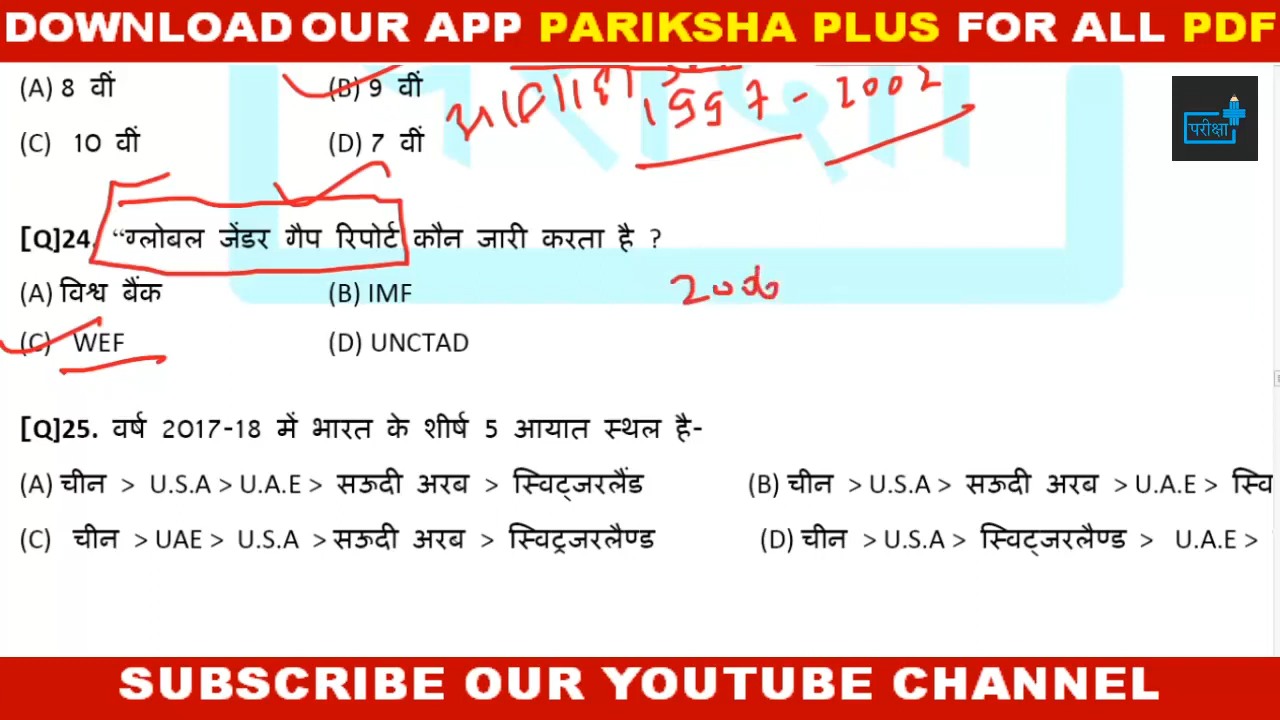 DOWNLOAD OUR APP PARIKSHA PLUS FOR ALL PDF
(A) 8 वीं (B) 9 वीं
1997 - 2002
(C) 10 वीं (D) 7 वीं
परीक्षा
[Q]24. “ग्लोबल जेंडर गैप रिपोर्ट कौन जारी करता है ?
(A) विश्व बैंक (B) IMF
2006
(C) WEF (D) UNCTAD
[Q]25. वर्ष 2017-18 में भारत के शीर्ष 5 आयात स्थल है-
(A) चीन > U.S.A > U.A.E > सऊदी अरब > स्विट्जरलैंड (B) चीन > U.S.A > सऊदी अरब > U.A.E > स्वि
(C) चीन > UAE > U.S.A > सऊदी अरब > स्विट्रजरलैण्ड (D) चीन > U.S.A > स्विट्जरलैण्ड > U.A.E >
SUBSCRIBE OUR YOUTUBE CHANNEL